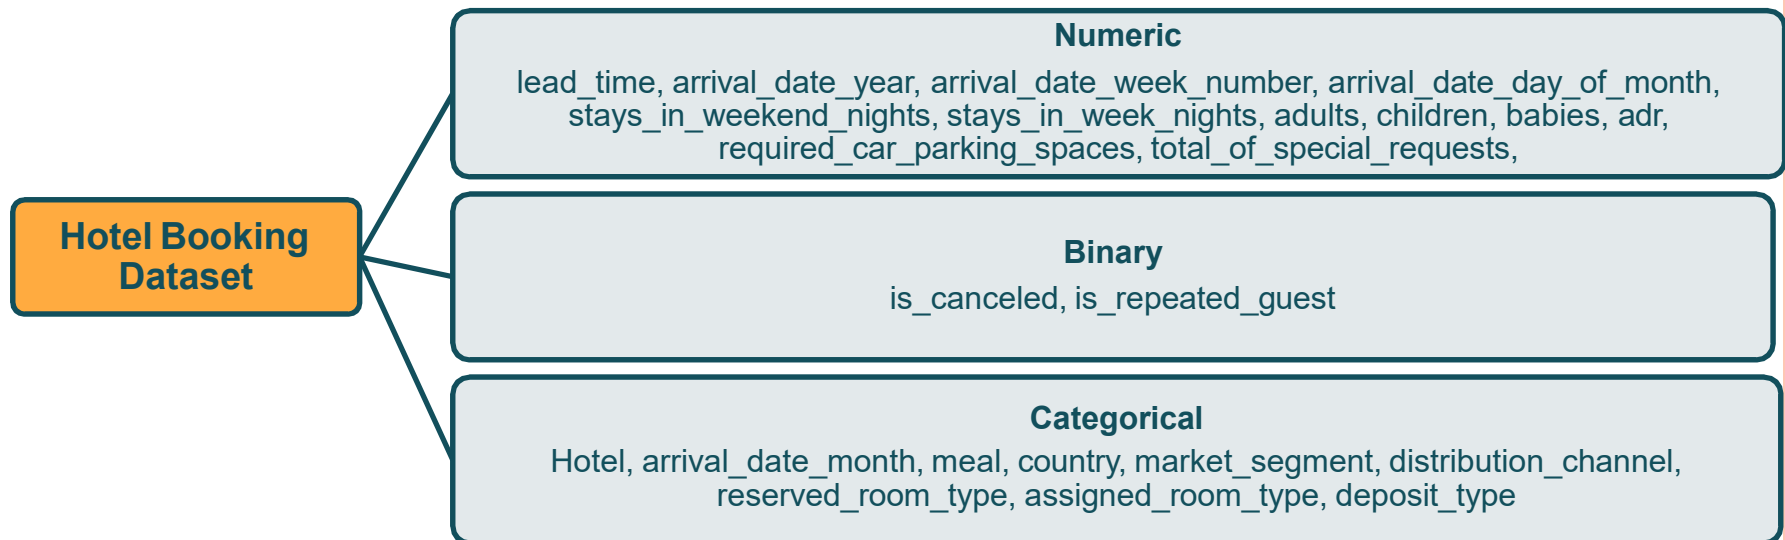 Numeric
lead_time, arrival_date_year, arrival_date_week_number, arrival_date_day_of_month,
stays_in_weekend_nights, stays_in_week_nights, adults, children, babies, adr,
required_car_parking_spaces, total_of_special_requests,
Hotel Booking
Dataset
Binary
is_canceled, is_repeated_guest
Categorical
Hotel, arrival_date_month, meal, country, market_segment, distribution_channel,
reserved_room_type, assigned_room_type, deposit_type